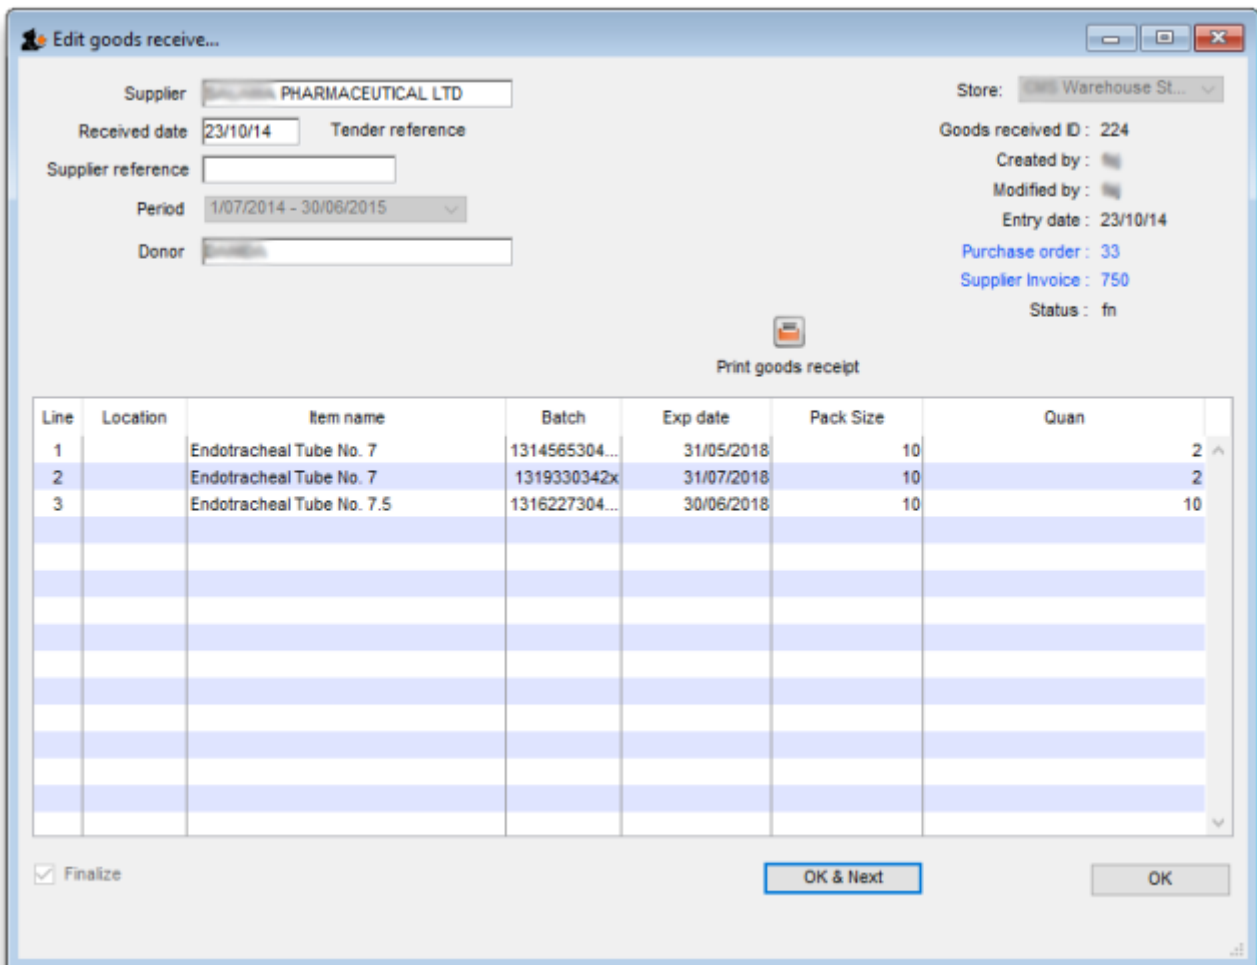 Edit goods receive...
Supplier PHARMACEUTICAL LTD
Store: Warehouse St...
Received date 23/10/14 Tender reference
Goods received ID : 224
Supplier reference
Created by :
Modified by :
Period 1/07/2014 - 30/06/2015
Entry date : 23/10/14
Donor
Purchase order : 33
Supplier Invoice : 750
Status : fn
Print goods receipt
Line Location Item name Batch Exp date Pack Size Quan
1 Endotracheal Tube No. 7 1314565304... 31/05/2018 10 2
2 Endotracheal Tube No. 7 1319330342x 31/07/2018 10 2
3 Endotracheal Tube No. 7.5 1316227304... 30/06/2018 10 10
Finalize OK & Next OK